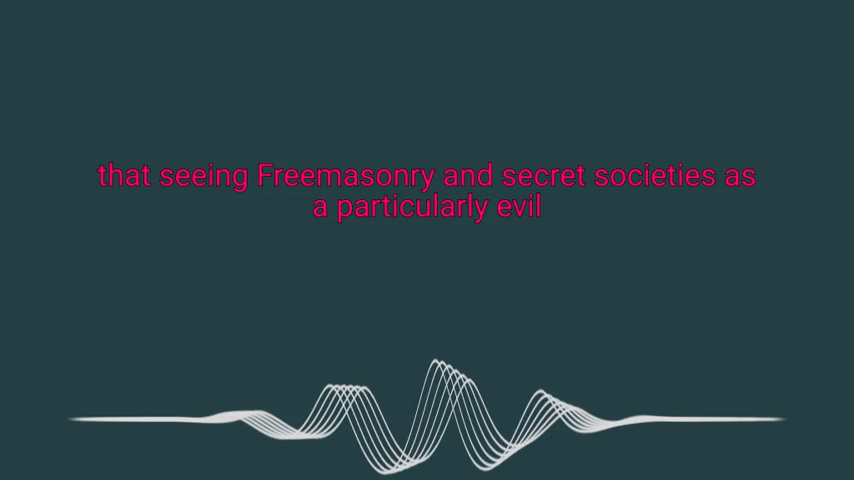 that seeing Freemasonry and secret societies as
a particularly evil